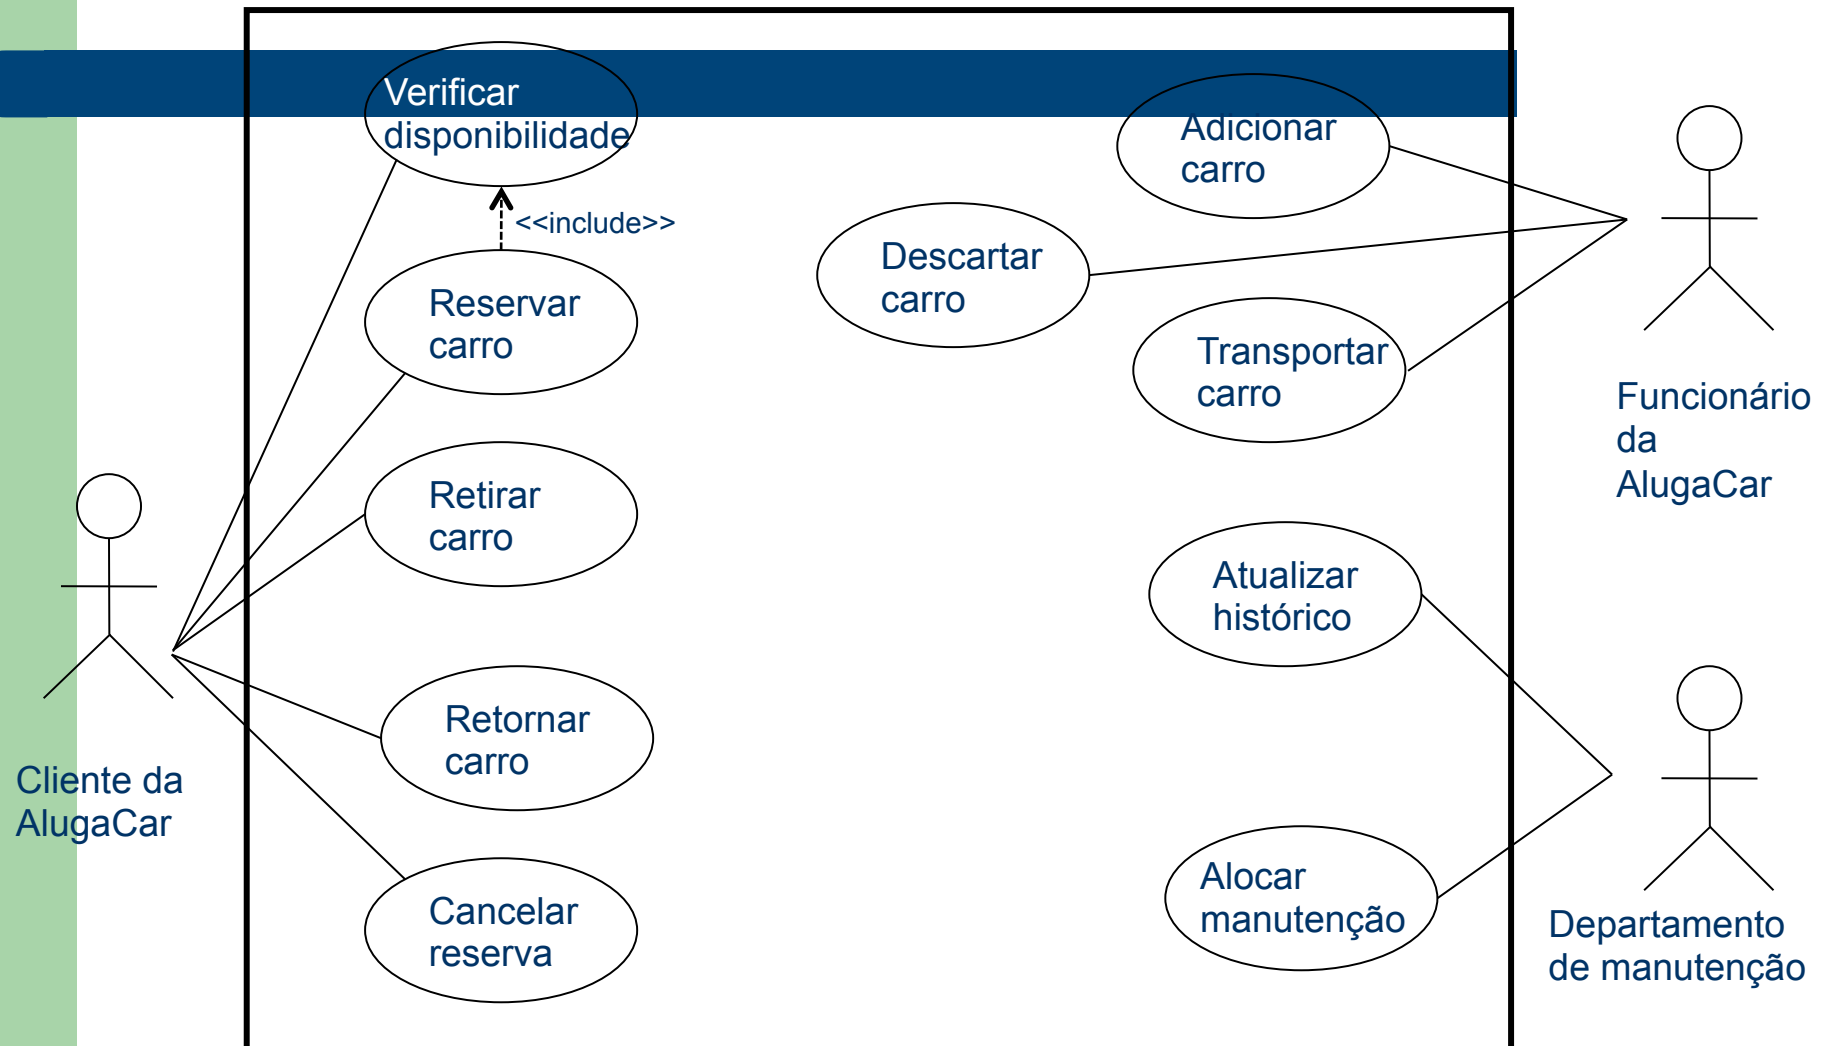 Verificar
disponibilidade
<<include>>
Reservar
carro
Retirar
carro
Retornar
carro
Cancelar
reserva
Cliente da
AlugaCar
Adicionar
carro
Descartar
carro
Transportar
carro
Funcionário
da
AlugaCar
Atualizar
histórico
Alocar
manutenção
Departamento
de manutenção